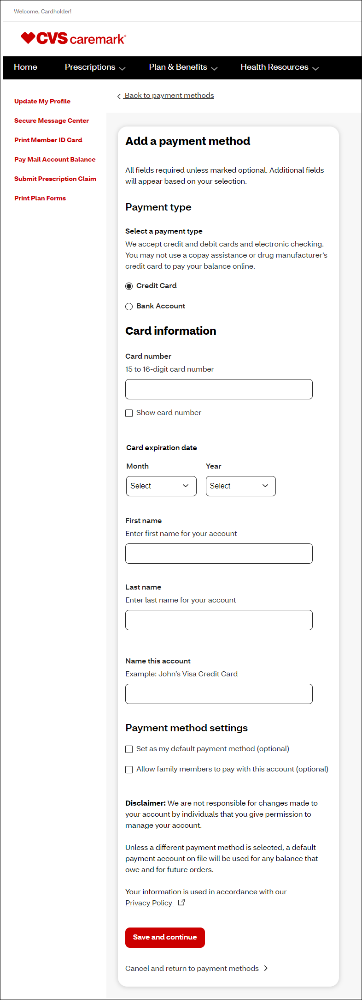 Welcome, Cardholder!
CVS caremark®
Home Prescriptions Plan & Benefits Health Resources
Update My Profile
Secure Message Center
Print Member ID Card
Pay Mail Account Balance
Submit Prescription Claim
Print Plan Forms
Back to payment methods
Add a payment method
All fields required unless marked optional. Additional fields
will appear based on your selection.
Payment type
Select a payment type
We accept credit and debit cards and electronic checking.
You may not use a copay assistance or drug manufacturer's
credit card to pay your balance online.
Credit Card
Bank Account
Card information
Card number
15 to 16-digit card number
Show card number
Card expiration date
Month Year
Select Select
First name
Enter first name for your account
Last name
Enter last name for your account
Name this account
Example: John's Visa Credit Card
Payment method settings
Set as my default payment method (optional)
Allow family members to pay with this account (optional)
Disclaimer: We are not responsible for changes made to
your account by individuals that you give permission to
manage your account.
Unless a different payment method is selected, a default
payment account on file will be used for any balance that
owe and for future orders.
Your information is used in accordance with our
Privacy Policy
Save and continue
Cancel and return to payment methods